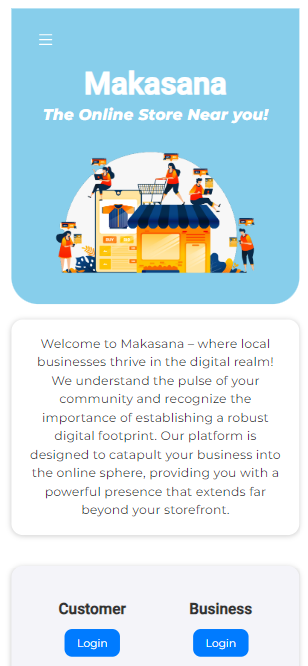 Makasana
The Online Store Near you!
BUY
BUY
Welcome to Makasana – where local
businesses thrive in the digital realm!
We understand the pulse of your
community and recognize the
importance of establishing a robust
digital footprint. Our platform is
designed to catapult your business into
the online sphere, providing you with a
powerful presence that extends far
beyond your storefront.
Customer Business
Login Login